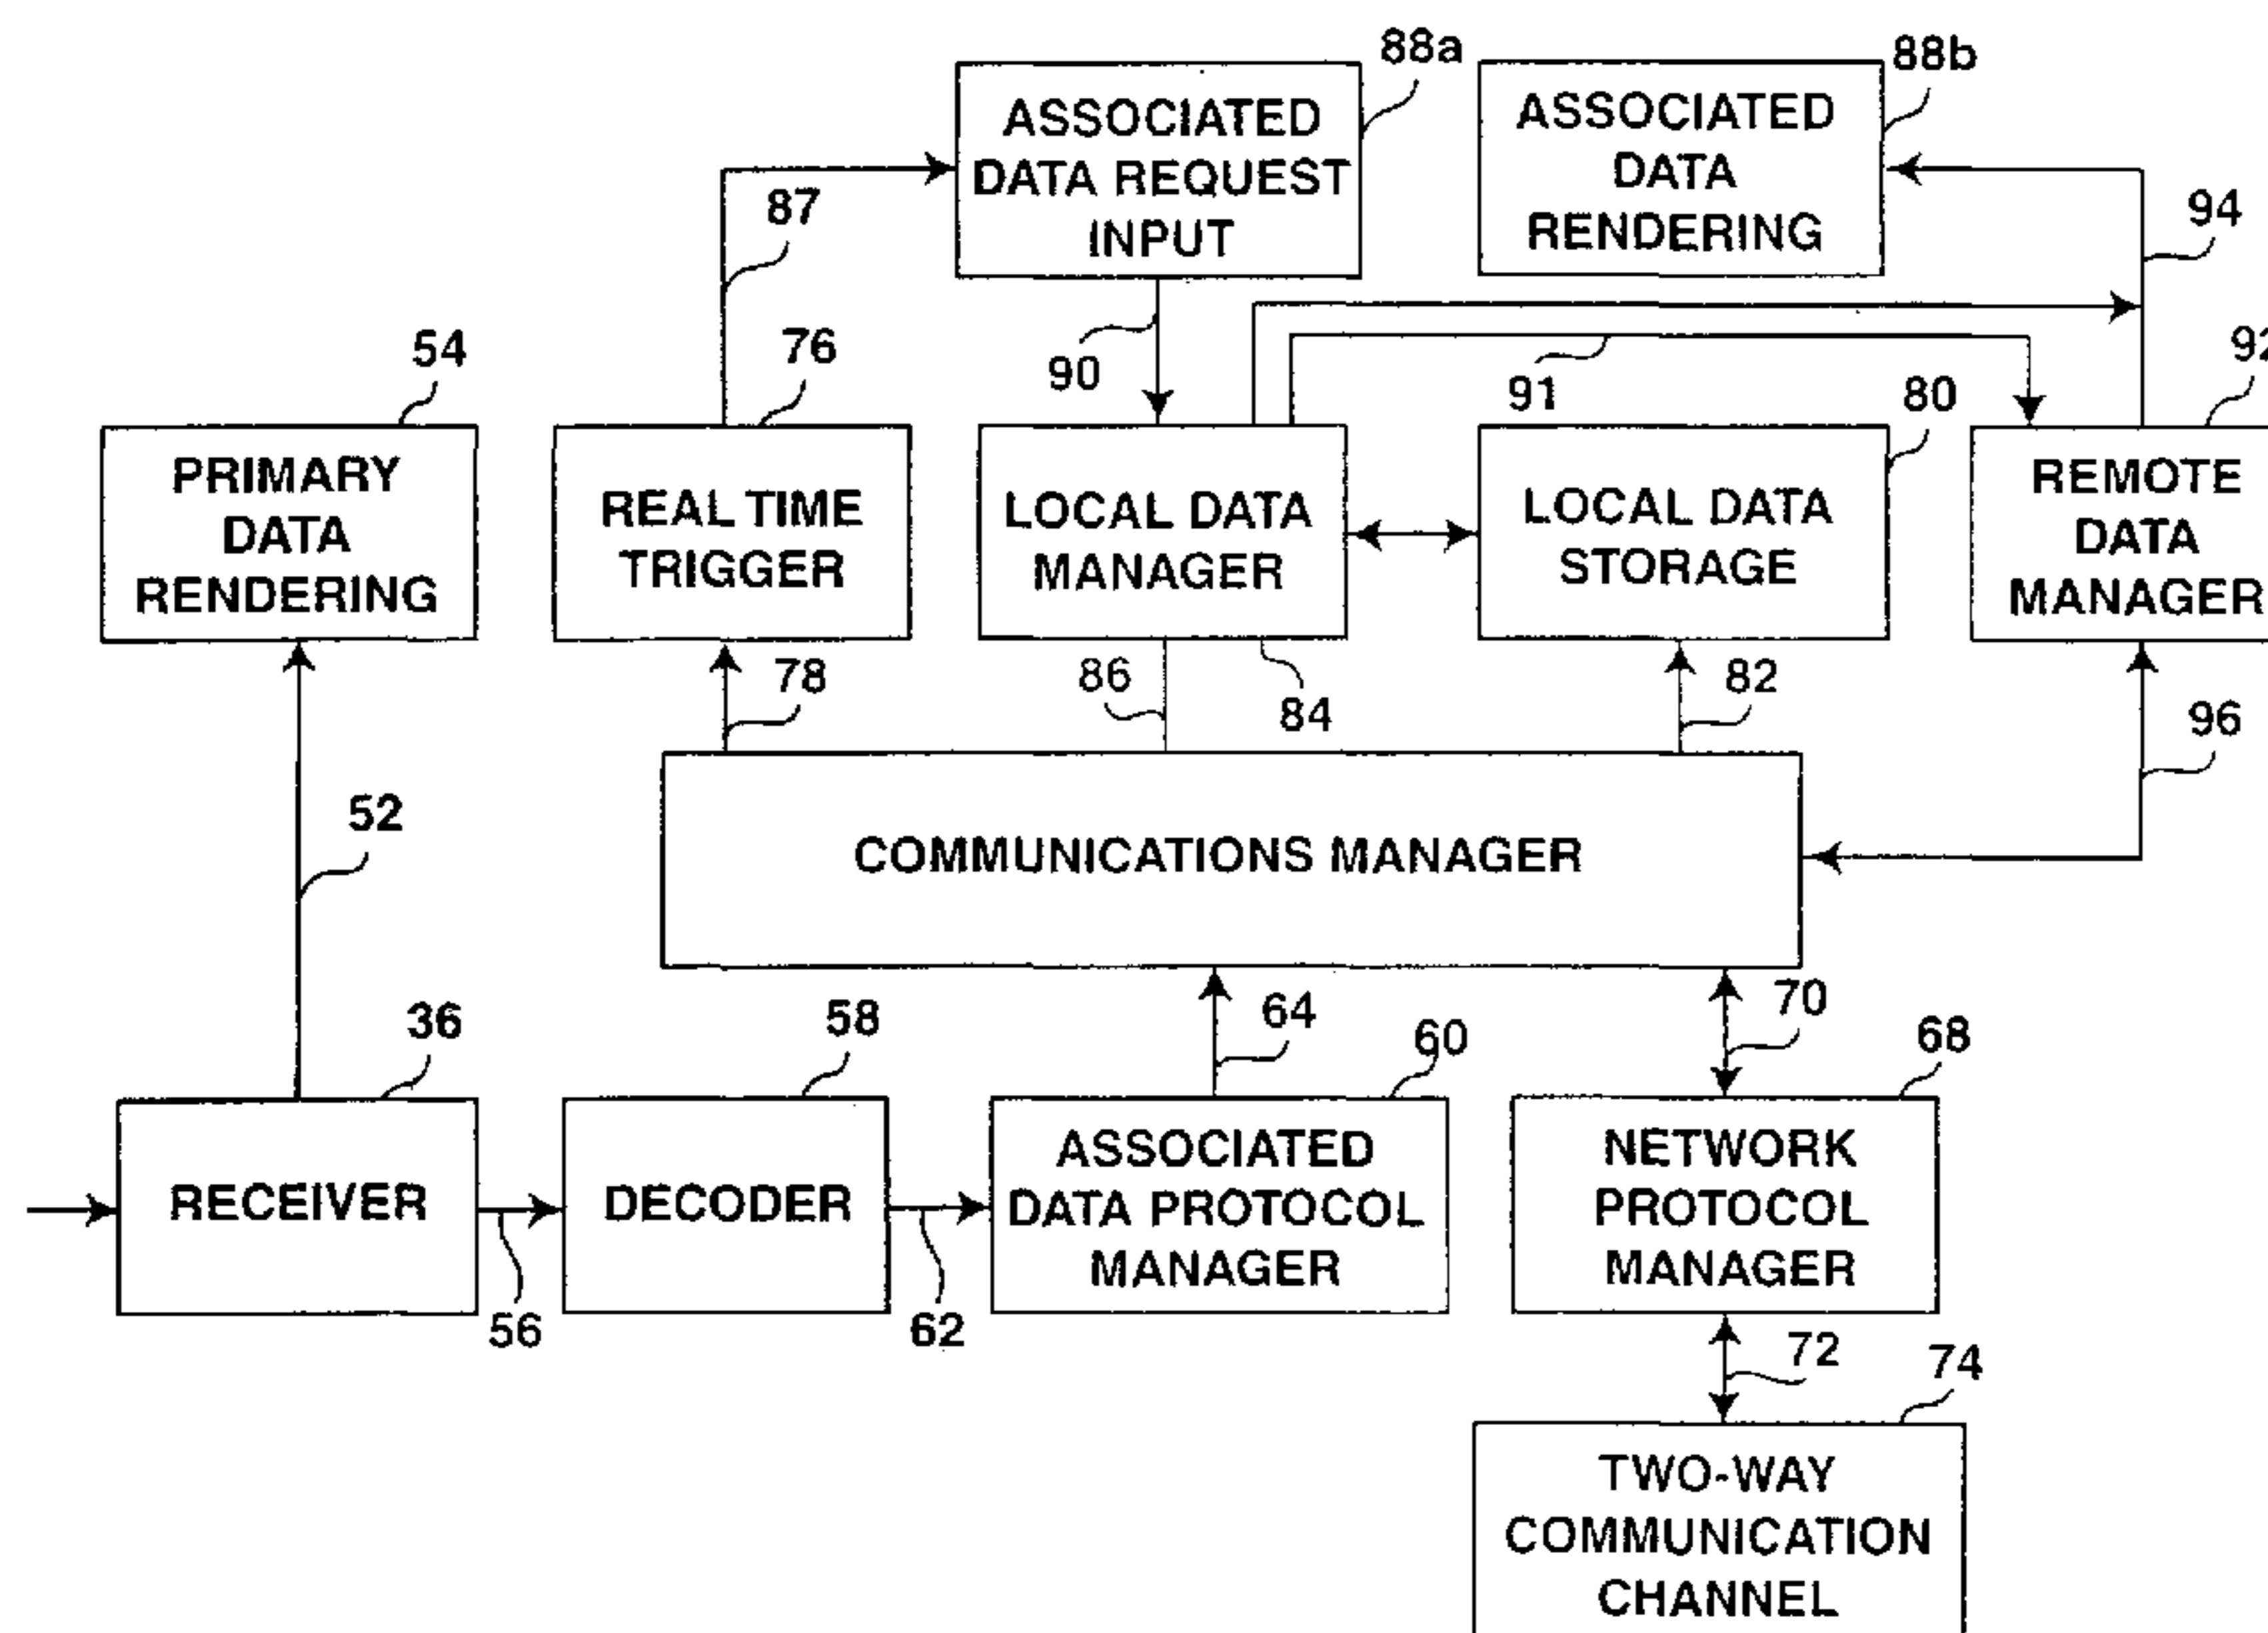 88a
88b
ASSOCIATED
DATA REQUEST
INPUT
ASSOCIATED
DATA
RENDERING
87
94
90
91
54
76
80
92
PRIMARY
DATA
RENDERING
REAL TIME
TRIGGER
LOCAL DATA
MANAGER
LOCAL DATA
STORAGE
REMOTE
DATA
MANAGER
78
86
84
82
96
52
COMMUNICATIONS MANAGER
36
58
64
60
70
68
RECEIVER
DECODER
ASSOCIATED
DATA PROTOCOL
MANAGER
NETWORK
PROTOCOL
MANAGER
56
62
72
74
TWO-WAY
COMMUNICATION
CHANNEL